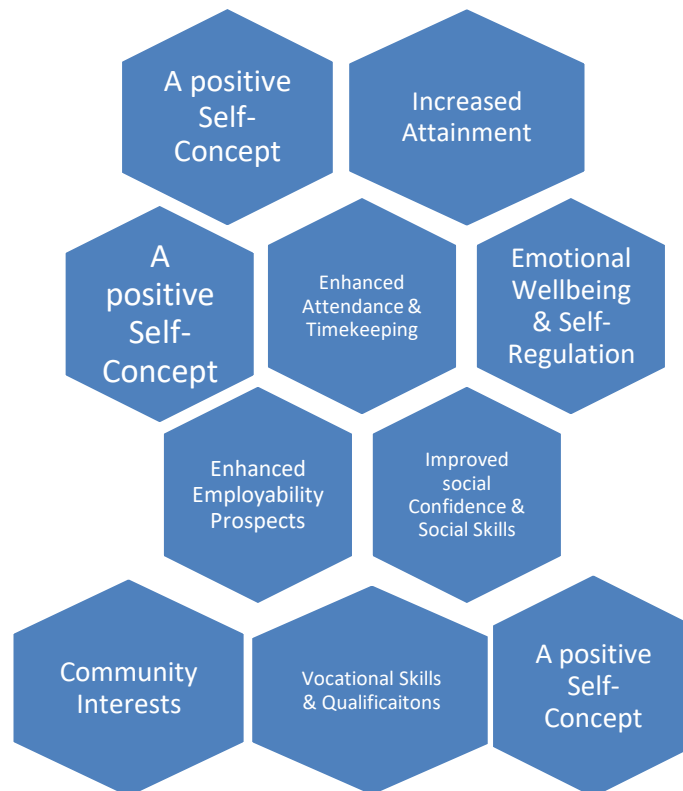 A positive
Self-
Concept
Increased
Attainment
A
positive
Self-
Concept
Enhanced
Attendance &
Timekeeping
Emotional
Wellbeing
& Self-
Regulation
Enhanced
Employability
Prospects
Improved
social
Confidence &
Social Skills
Community
Interests
Vocational Skills
& Qualificaitons
A positive
Self-
Concept